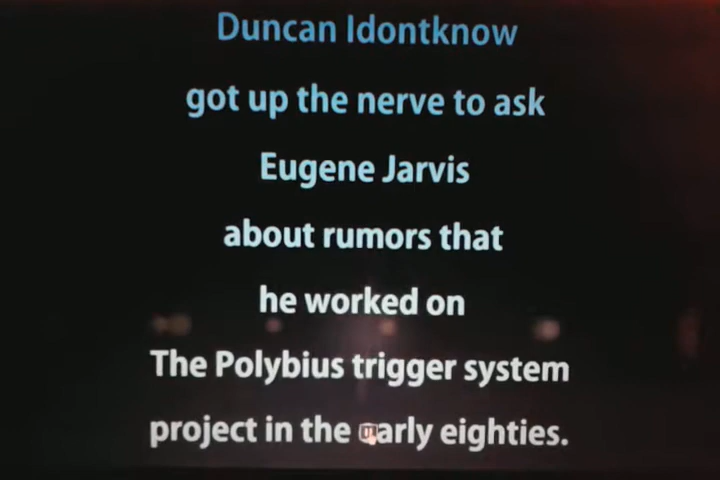 Duncan Idontknow
got up the nerve to ask
Eugene Jarvis
about rumors that
he worked on
The Polybius trigger system
project in the early eighties.